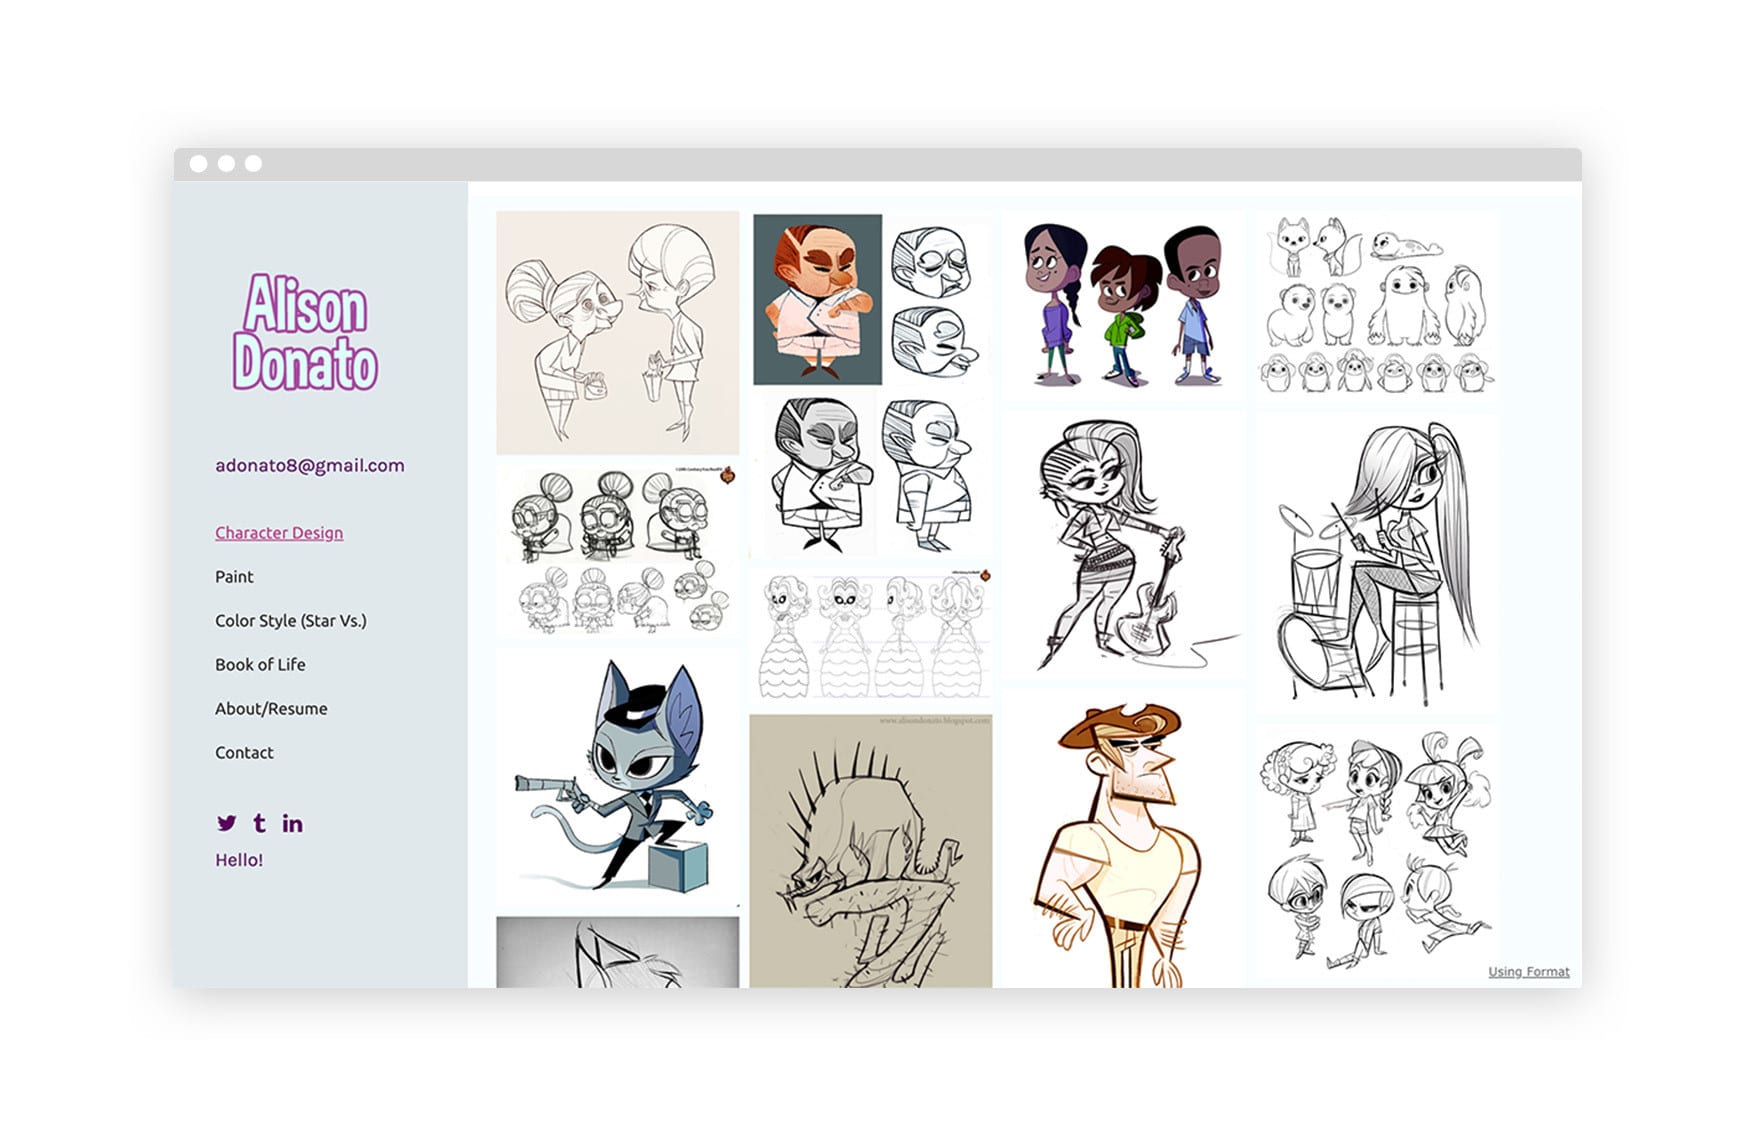 Alison
Donato
adonato8@gmail.com
Character Design
Paint
Color Style (Star Vs.)
Book of Life
About/Resume
Contact
Hello!
www.alisondonato.blogspot.com
Using Format